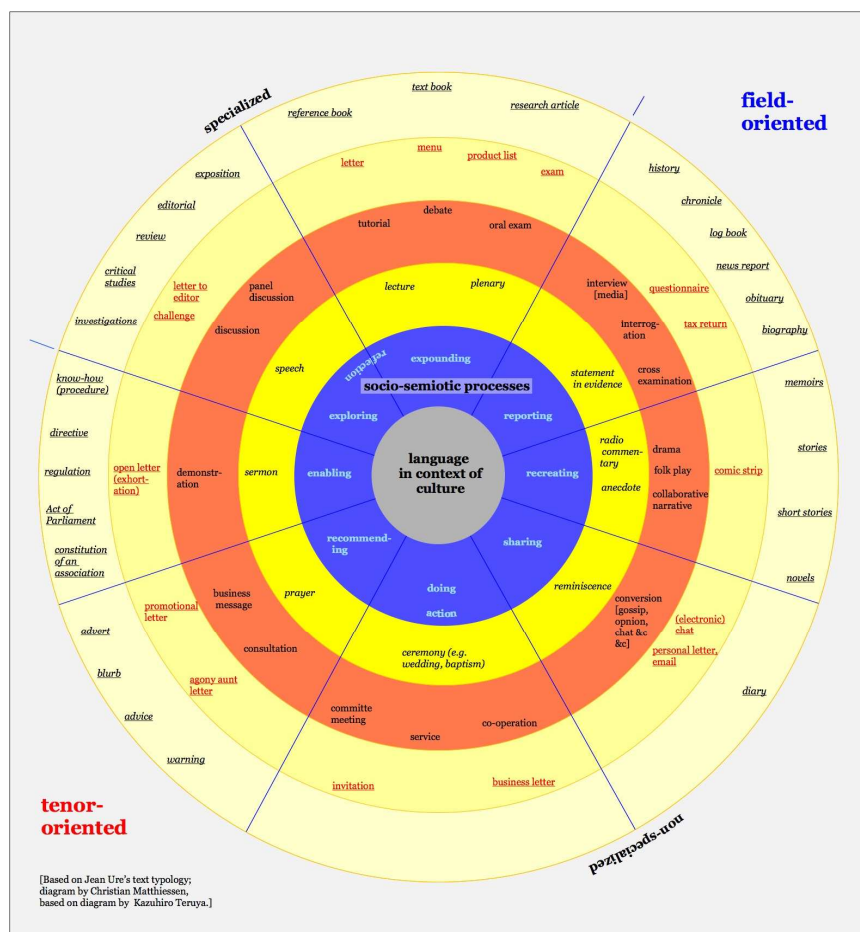 specialized
field-
oriented
text book
reference book
research article
letter
menu
product list
exam
tutorial
debate
oral exam
lecture
plenary
exposition
editorial
review
critical
studies
investigations
letter to
editor
challenge
panel
discussion
discussion
speech
history
chronicle
log book
news report
obituary
biography
questionnaire
tax return
interview
[media]
interrog-
ation
cross
examination
statement
in evidence
reflection
expounding
socio-semiotic processes
exploring
reporting
enabling
recreating
recommend-
ing
sharing
doing
action
language
in context of
culture
know-how
(procedure)
directive
regulation
Act of
Parliament
constitution
of an
association
open letter
(exhort-
ation)
demonstr-
ation
sermon
radio
commen-
tary
anecdote
drama
folk play
collaborative
narrative
comic strip
memoirs
stories
short stories
novels
advert
blurb
advice
warning
promotional
letter
agony aunt
letter
business
message
consultation
prayer
ceremony (e.g.
wedding, baptism)
committe
meeting
service
co-operation
invitation
business letter
reminiscence
conversion
[gossip,
opnion,
chat &c
&c]
(electronic)
chat
personal letter,
email
diary
tenor-
oriented
non-specialized
[Based on Jean Ure's text typology;
diagram by Christian Matthiessen,
based on diagram by Kazuhiro Teruya.]